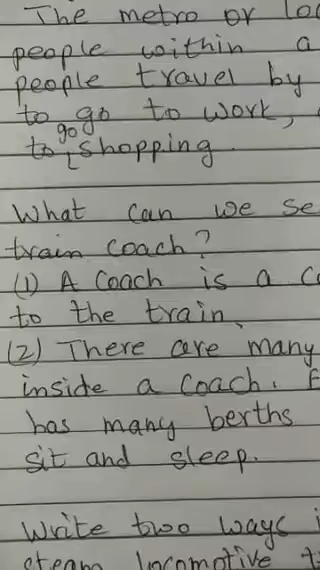 The metro or
people within a
people travel by
to go to work,
go
to shopping.
What can we se
train coach?
(1) A Coach is a
to the train.
(2) There are many
inside a Coach.
has many berths
sit and sleep.
Write two ways
steam locomotive